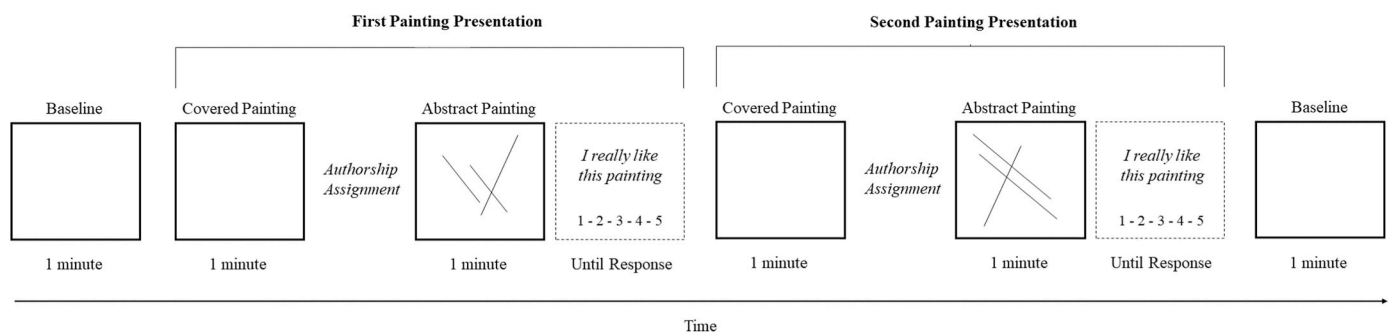 First Painting Presentation
Second Painting Presentation
Baseline
Covered Painting
Abstract Painting
Covered Painting
Abstract Painting
Baseline
Authorship
Assignment
I really like
this painting
1 - 2 - 3 - 4 - 5
Authorship
Assignment
I really like
this painting
1 - 2 - 3 - 4 - 5
1 minute
1 minute
1 minute
Until Response
1 minute
1 minute
Until Response
1 minute
Time